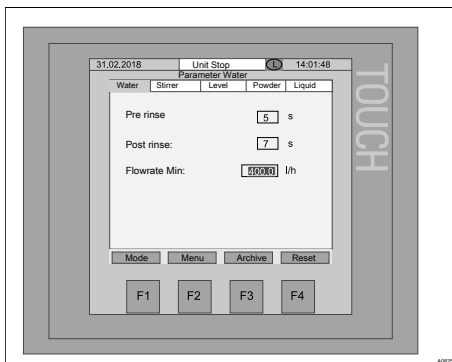 31.02.2018 Unit Stop L 14:01:48
Parameter Water
Water Stirrer Level Powder Liquid
Pre rinse 5 s
Post rinse: 7 s
Flowrate Min: 400.0 l/h
Mode Menu Archive Reset
F1 F2 F3 F4
TOUCH